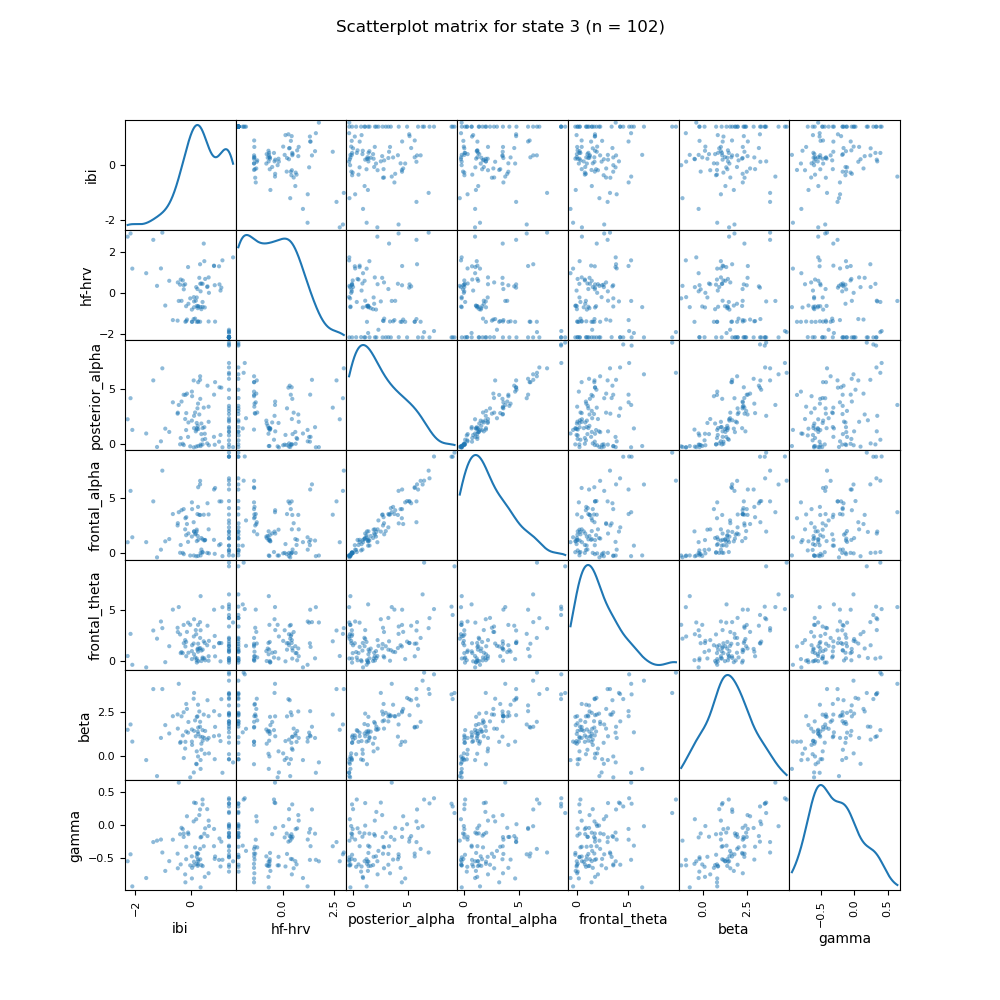 Scatterplot matrix for state 3 (n = 102)
ibi
0
-2
hf-hrv
2
0
−2
posterior_alpha
5
0
frontal_alpha
5
0
frontal_theta
5
0
beta
2.5
0.0
gamma
0.5
0.0
−0.5
−2 0 0.0 2.5 0 5 0 5 0 5 0.0 2.5 −0.5 0.0 0.5
ibi hf-hrv posterior_alpha frontal_alpha frontal_theta beta gamma